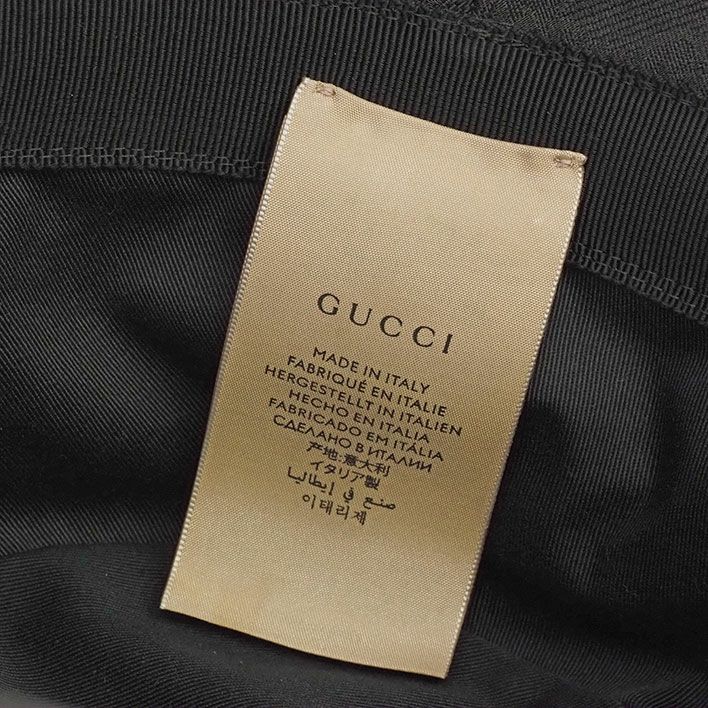 GUCCI
MADE IN ITALY
FABRIQUÉ EN ITALIE
HERGESTELLT IN ITALIEN
HECHO EN ITALIA
FABRICADO EM ITÁLIA
СДЕЛАНО В ИТАЛИИ
产地:意大利
イタリア製
صنع في إيطاليا
이태리제